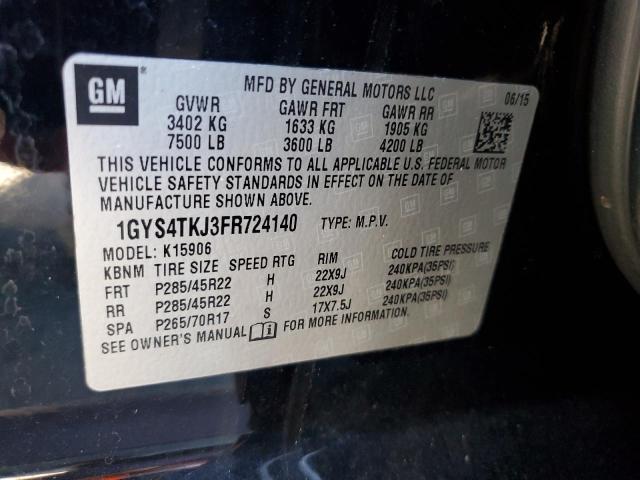 GM
MFD BY GENERAL MOTORS LLC
06/15
GVWR GAWR FRT GAWR RR
3402 KG 1633 KG 1905 KG
7500 LB 3600 LB 4200 LB
THIS VEHICLE CONFORMS TO ALL APPLICABLE U.S. FEDERAL MOTOR
VEHICLE SAFETY STANDARDS IN EFFECT ON THE DATE OF
MANUFACTURE SHOWN ABOVE.
1GYS4TKJ3FR724140 TYPE: M.P.V.
MODEL: K15906
KBNM TIRE SIZE SPEED RTG RIM COLD TIRE PRESSURE
FRT P285/45R22 H 22X9J 240KPA(35PSI)
RR P285/45R22 H 22X9J 240KPA(35PSI)
SPA P265/70R17 S 17X7.5J 240KPA(35PSI)
SEE OWNER'S MANUAL FOR MORE INFORMATION.